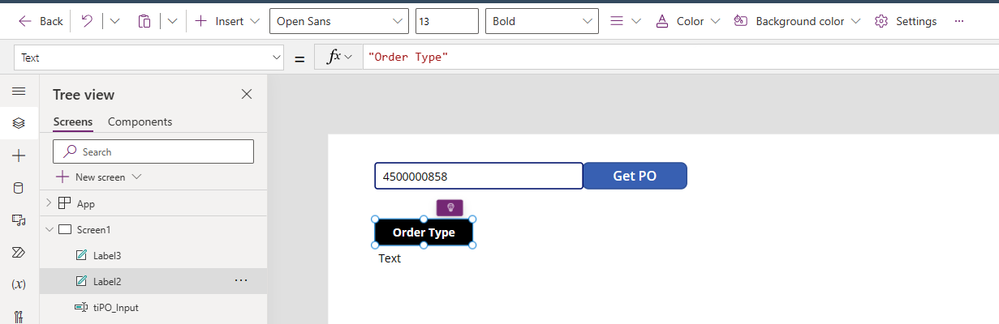 Back Insert Open Sans 13 Bold Color Background color Settings ...
Text = fx "Order Type"
Tree view
Screens Components
Search
New screen
App
Screen1
Label3
Label2 ...
tiPO_Input
(x)
4500000858 Get PO
Order Type
Text